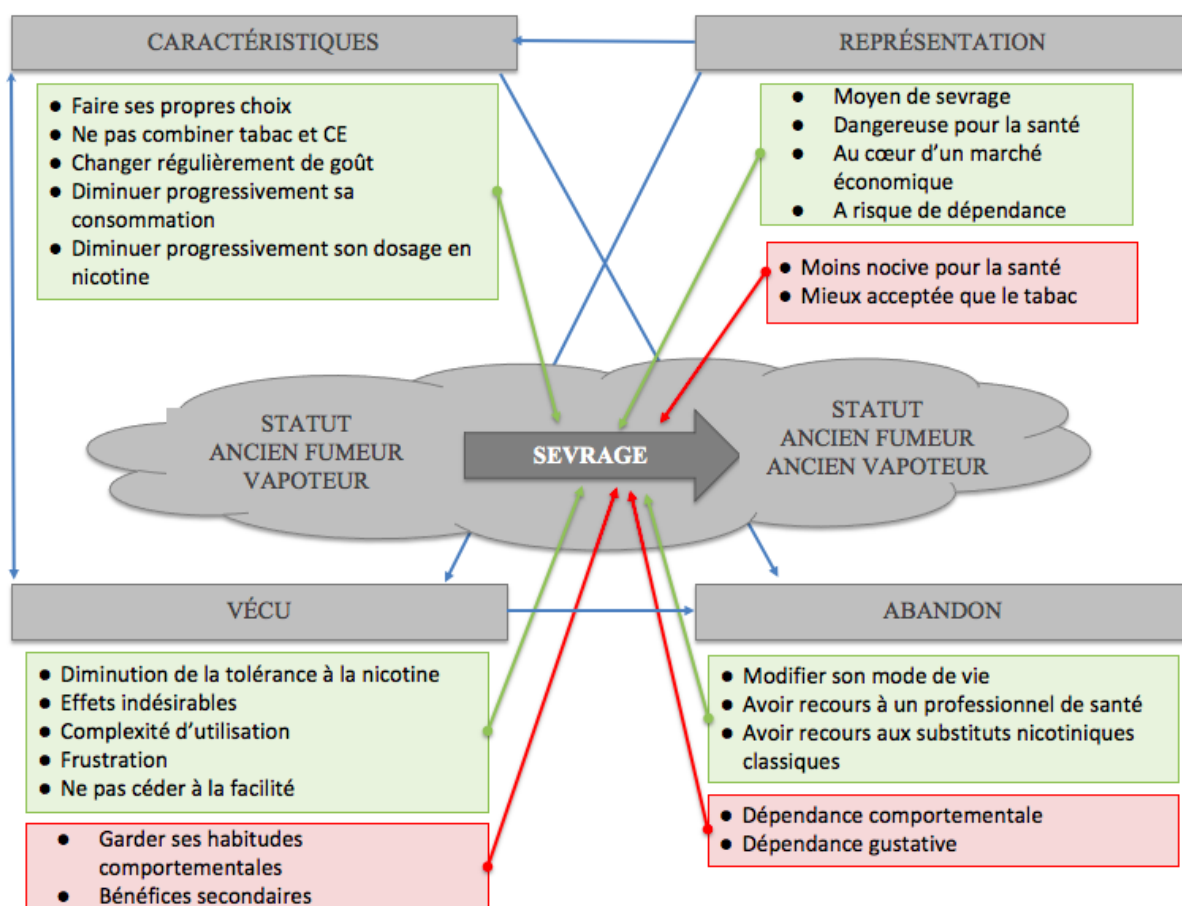 CARACTÉRISTIQUES
REPRÉSENTATION
● Faire ses propres choix
● Ne pas combiner tabac et CE
● Changer régulièrement de goût
● Diminuer progressivement sa
consommation
● Diminuer progressivement son dosage en
nicotine
● Moyen de sevrage
● Dangereuse pour la santé
● Au cœur d’un marché
économique
● A risque de dépendance
● Moins nocive pour la santé
● Mieux acceptée que le tabac
STATUT
ANCIEN FUMEUR
VAPOTEUR
SEVRAGE
STATUT
ANCIEN FUMEUR
ANCIEN VAPOTEUR
VÉCU
ABANDON
● Diminution de la tolérance à la nicotine
● Effets indésirables
● Complexité d’utilisation
● Frustration
● Ne pas céder à la facilité
● Garder ses habitudes
comportementales
● Bénéfices secondaires
● Modifier son mode de vie
● Avoir recours à un professionnel de santé
● Avoir recours aux substituts nicotiniques
classiques
● Dépendance comportementale
● Dépendance gustative